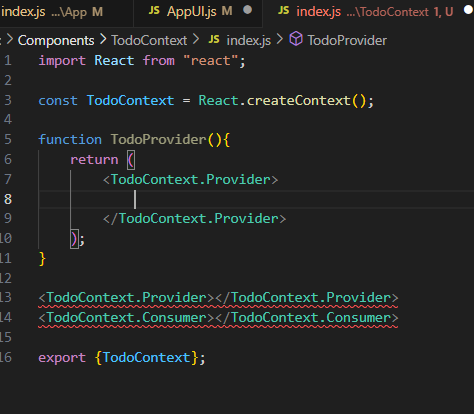 index.js ...\App M
JS AppUI.js M
JS index.js ...\TodoContext 1, U
> Components > TodoContext > JS index.js > TodoProvider
1 import React from "react";
2
3 const TodoContext = React.createContext();
4
5 function TodoProvider(){
6 return (
7 <TodoContext.Provider>
8
9 </TodoContext.Provider>
10 );
11 }
12
13 <TodoContext.Provider></TodoContext.Provider>
14 <TodoContext.Consumer></TodoContext.Consumer>
15
16 export {TodoContext};